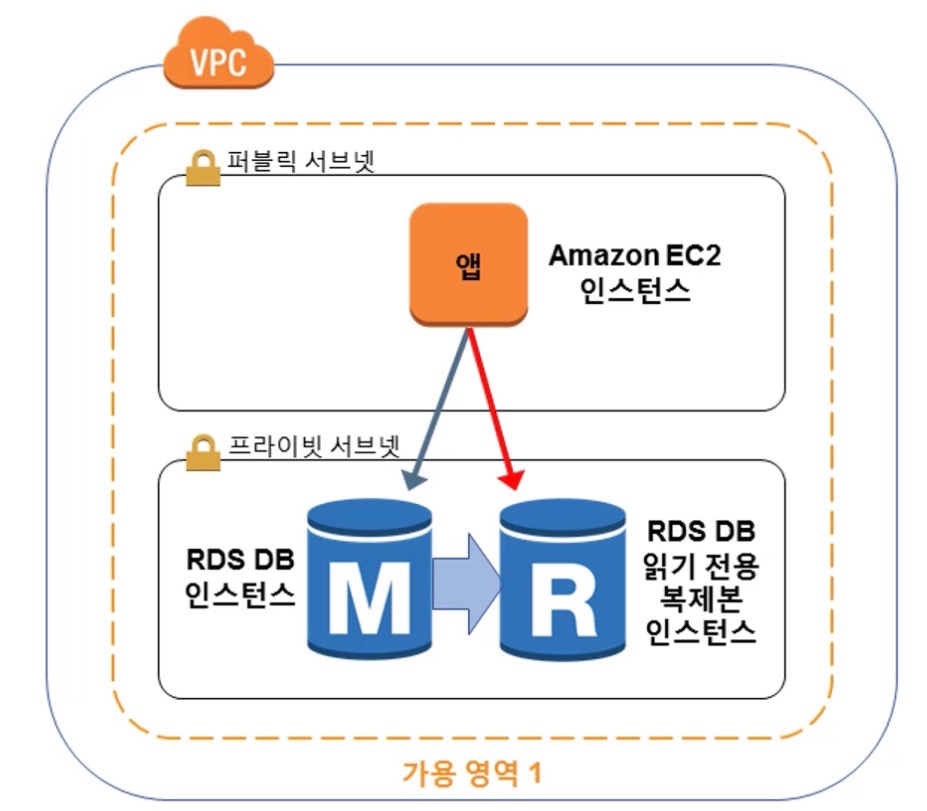 VPC
퍼블릭 서브넷
앱
Amazon EC2
인스턴스
프라이빗 서브넷
RDS DB
인스턴스
M
R
RDS DB
읽기 전용
복제본
인스턴스
가용 영역 1